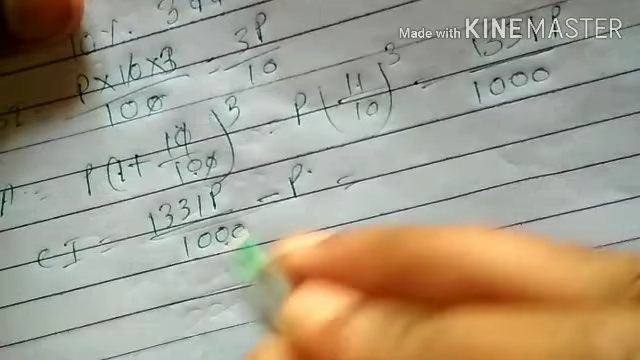 Made with KINEMASTER
10%
P×10×3/100 = 3P/10
P(1+10/100)^3 = P(11/10)^3 = 1331P/1000
CI = 1331P/1000 - P. =